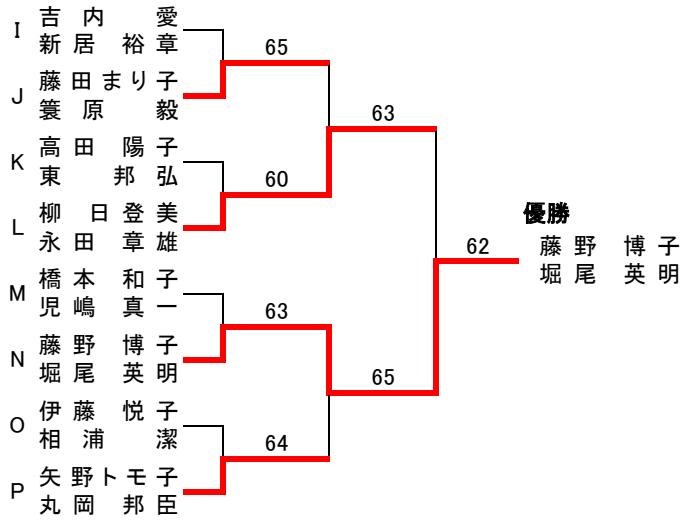 I 吉内 愛
新居 裕章
65
J 藤田まり子
簑原 毅
63
K 高田 陽子
東 邦弘
60
L 柳 日登美
永田 章雄
優勝
62
藤野 博子
堀尾 英明
M 橋本 和子
児嶋 真一
63
N 藤野 博子
堀尾 英明
65
O 伊藤 悦子
相浦 潔
64
P 矢野トモ子
丸岡 邦臣